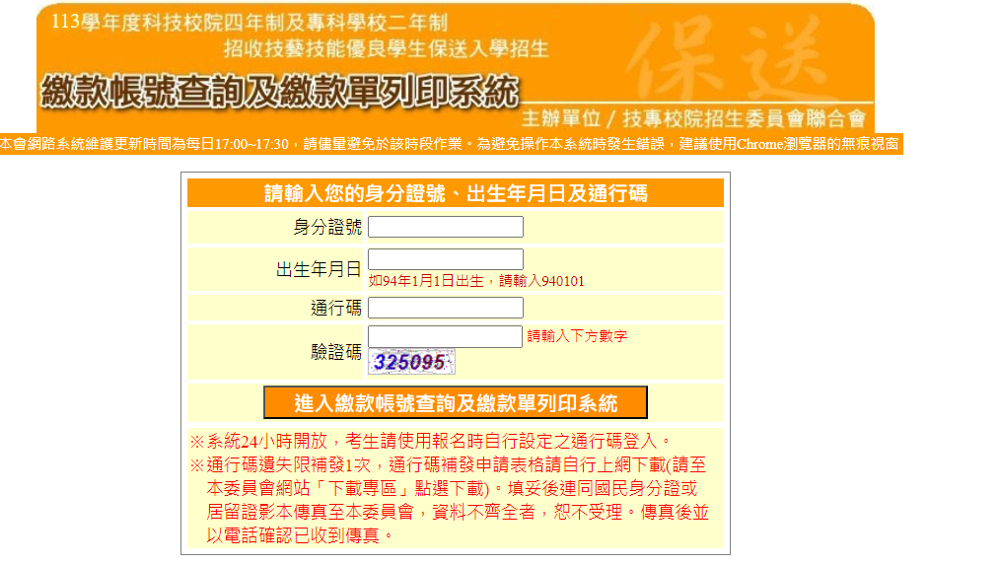 113學年度科技校院四年制及專科學校二年制
招收技藝技能優良學生保送入學招生
保送
繳款帳號查詢及繳款單列印系統
主辦單位 / 技專校院招生委員會聯合會
本會網路系統維護更新時間為每日17:00~17:30，請儘量避免於該時段作業。為避免操作本系統時發生錯誤，建議使用Chrome瀏覽器的無痕視窗
請輸入您的身分證號、出生年月日及通行碼
身分證號
出生年月日
如94年1月1日出生，請輸入940101
通行碼
驗證碼 請輸入下方數字
325095
進入繳款帳號查詢及繳款單列印系統
※系統24小時開放，考生請使用報名時自行設定之通行碼登入。
※通行碼遺失限補發1次，通行碼補發申請表格請自行上網下載(請至
本委員會網站「下載專區」點選下載)。填妥後連同國民身分證或
居留證影本傳真至本委員會，資料不齊全者，恕不受理。傳真後並
以電話確認已收到傳真。